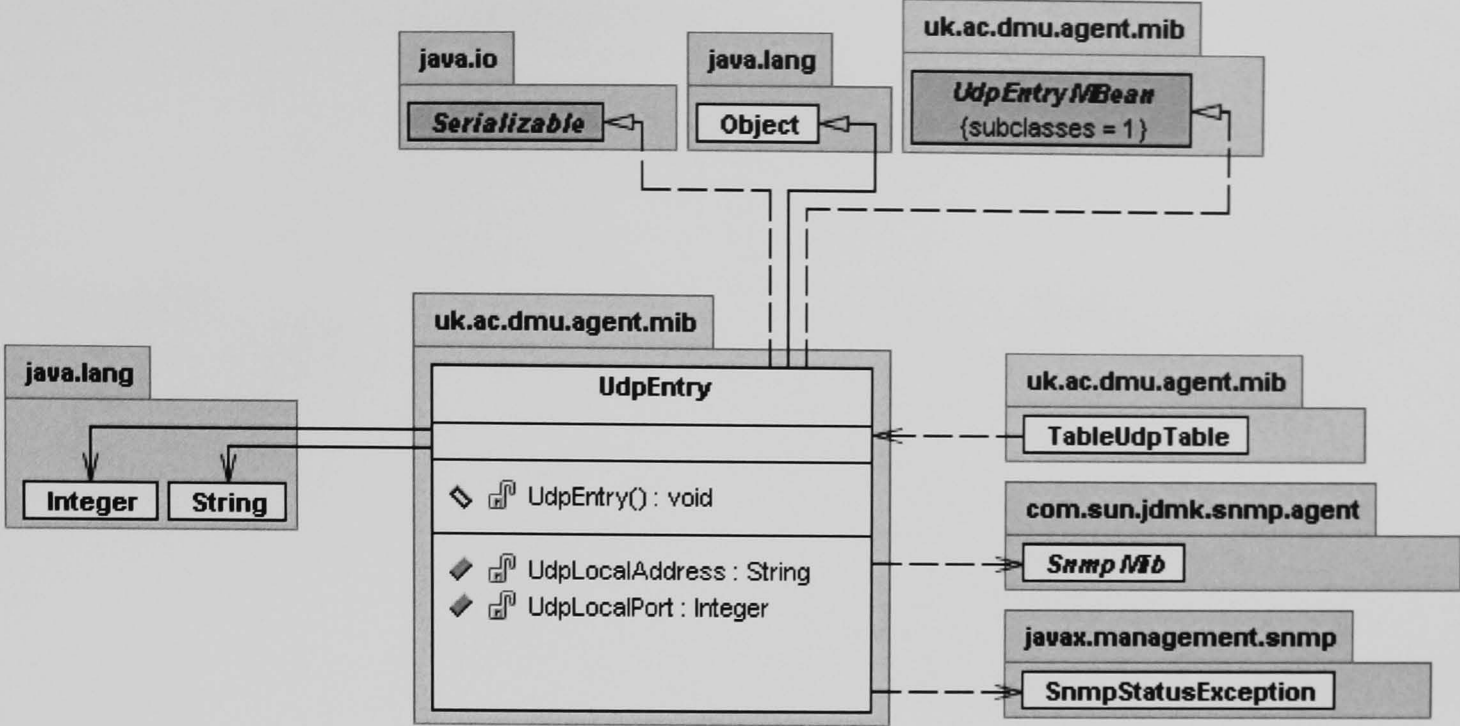 uk.ac.dmu.agent.mib
java.io
java.lang
UdpEntryMBean
Serializable
Object
{subclasses = 1}
uk.ac.dmu.agent.mib
java.lang
UdpEntry
uk.ac.dmu.agent.mib
TableUdpTable
Integer
String
UdpEntry() : void
com.sun.jdmk.snmp.agent
SnmpMib
UdpLocalAddress : String
UdpLocalPort : Integer
javax.management.snmp
SnmpStatusException